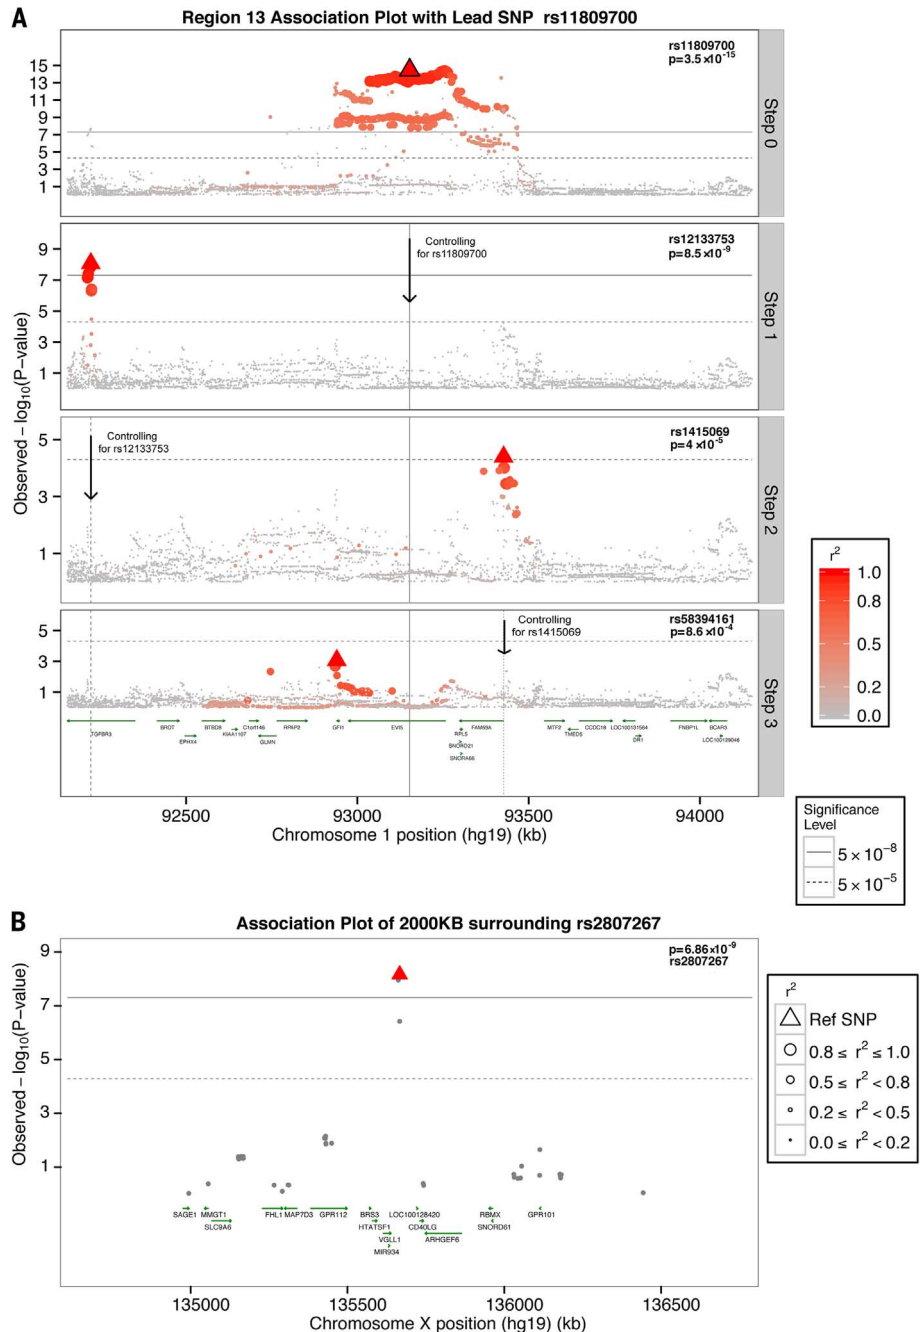 A
Region 13 Association Plot with Lead SNP rs11809700
rs11809700
p=3.5×10-15
15
13
11
9
7
5
3
1
Step 0
rs12133753
p=8.5×10-9
Controlling
for rs11809700
9
7
5
3
1
Step 1
Observed − log10(P−value)
rs1415069
p=4×10-5
Controlling
for rs12133753
5
3
1
Step 2
rs58394161
p=8.6×10-4
Controlling
for rs1415069
5
3
1
Step 3
TGFBR3
BRDT
EPHX4
BTBD8
KIAA1107
C1orf146
GLMN
RPAP2
GFI1
EVI5
RPL5
FAM69A
SNORD21
SNORA66
MTF2
TMED5
CCDC18
LOC100131564
DR1
FNBP1L
BCAR3
LOC100129046
92500
93000
93500
94000
Chromosome 1 position (hg19) (kb)
r2
1.0
0.8
0.5
0.2
0.0
Significance
Level
5 × 10−8
5 × 10−5
B
Association Plot of 2000KB surrounding rs2807267
p=6.86×10-9
rs2807267
9
7
5
3
1
Observed − log10(P−value)
SAGE1
MMGT1
SLC9A6
FHL1
MAP7D3
GPR112
BRS3
HTATSF1
VGLL1
MIR934
LOC100128420
CD40LG
ARHGEF6
RBMX
SNORD61
GPR101
135000
135500
136000
136500
Chromosome X position (hg19) (kb)
r2
Ref SNP
0.8 ≤ r2 ≤ 1.0
0.5 ≤ r2 < 0.8
0.2 ≤ r2 < 0.5
0.0 ≤ r2 < 0.2